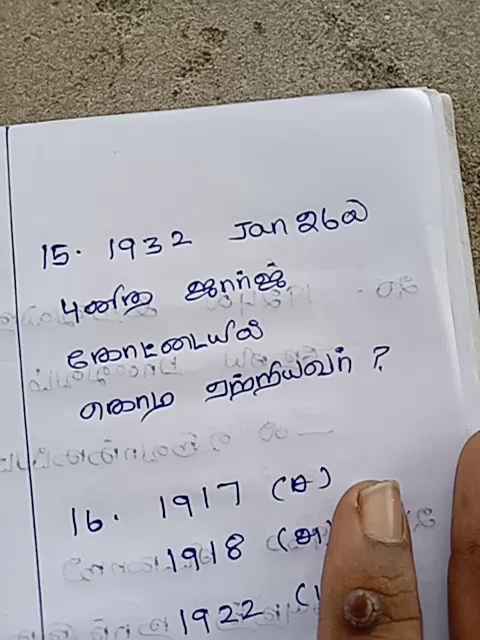 15. 1932 Jan 26ல
புனித ஜார்ஜ்
கோட்டையில்
கொடி ஏற்றியவர் ?
16. 1917 (ச)
1918 (அ)
1922 (